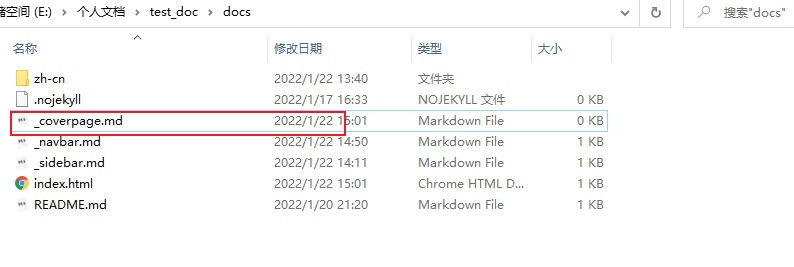 储空间 (E:) › 个人文档 › test_doc › docs 搜索"docs"
名称 修改日期 类型 大小
zh-cn 2022/1/22 13:40 文件夹
.nojekyll 2022/1/17 16:33 NOJEKYLL 文件 0 KB
_coverpage.md 2022/1/22 15:01 Markdown File 0 KB
_navbar.md 2022/1/22 14:50 Markdown File 1 KB
_sidebar.md 2022/1/22 14:11 Markdown File 1 KB
index.html 2022/1/22 15:01 Chrome HTML D... 1 KB
README.md 2022/1/20 21:20 Markdown File 1 KB